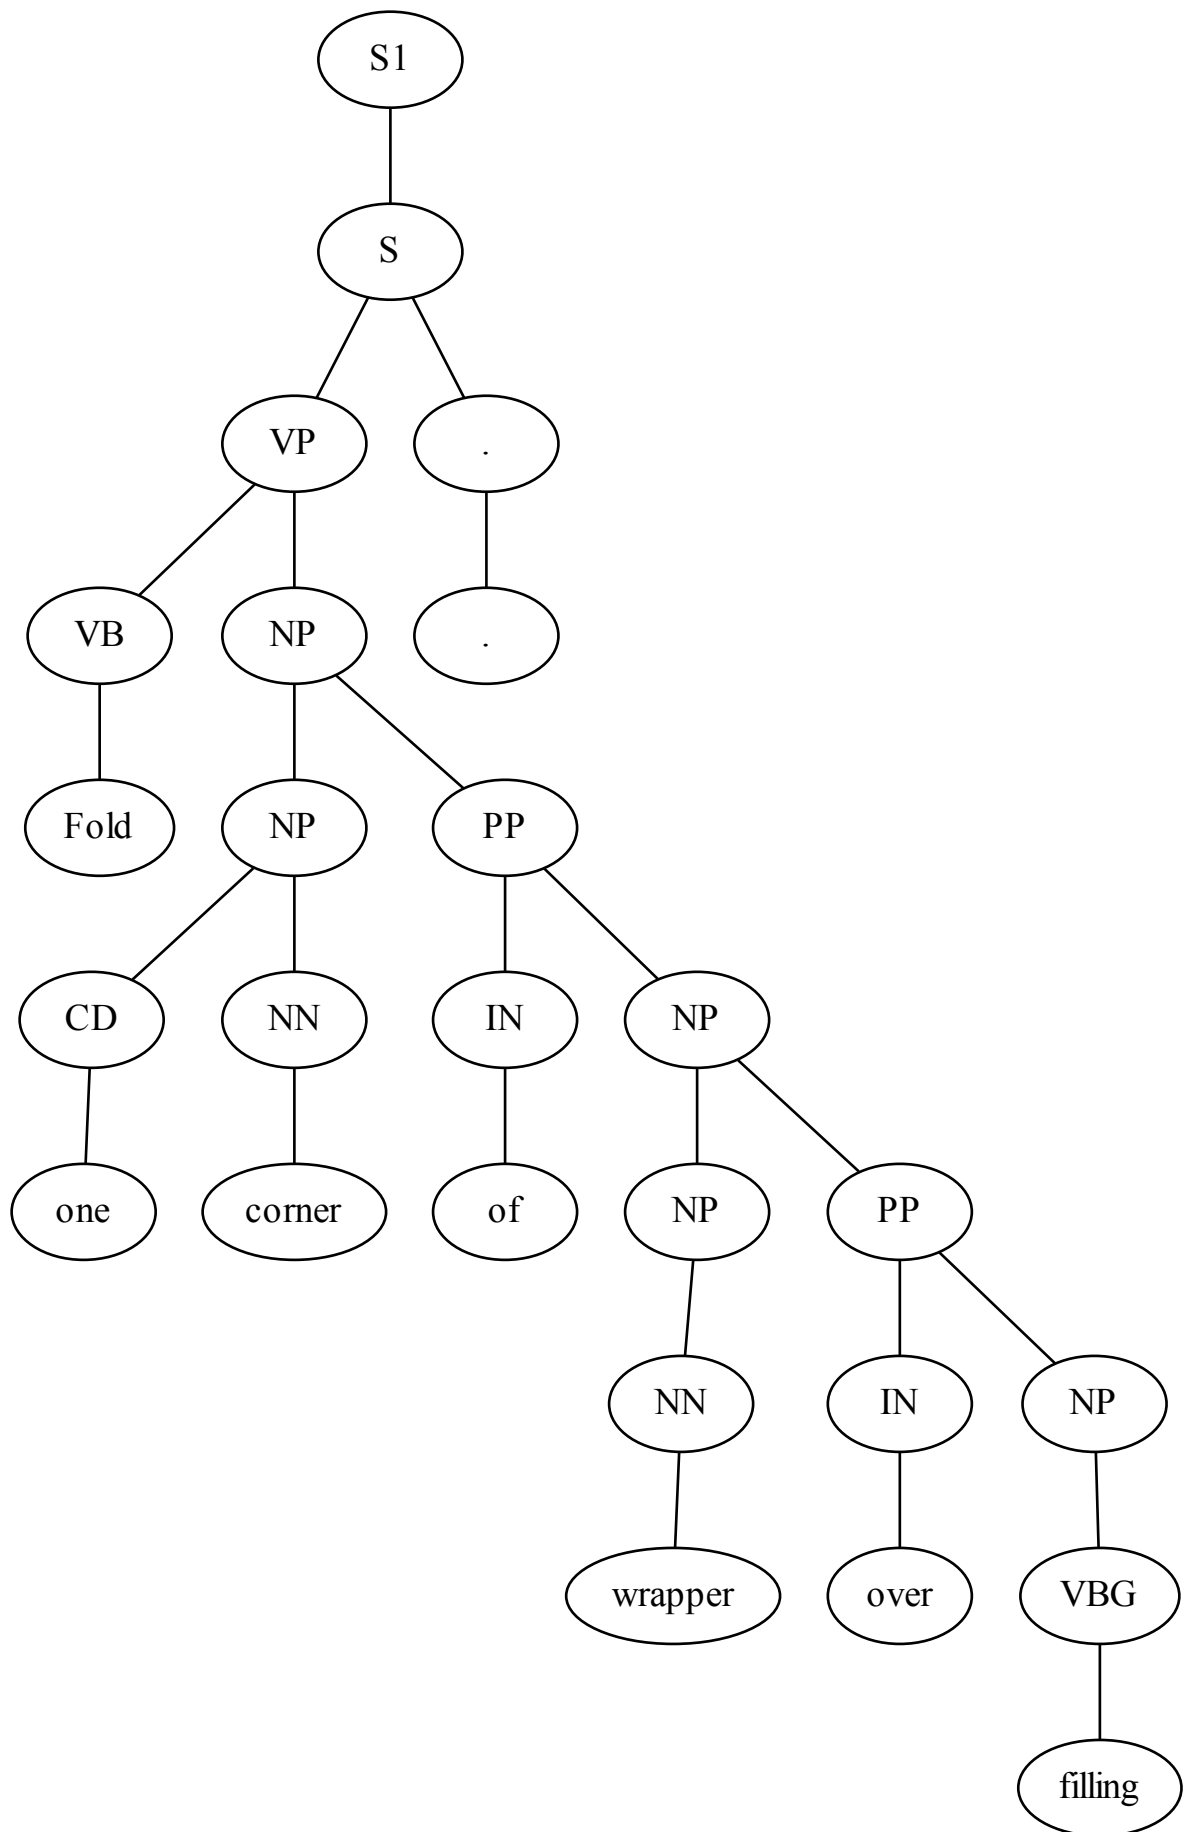 S1
S
VP .
VB NP .
Fold NP PP
CD NN IN NP
one corner of NP PP
NN IN NP
wrapper over VBG
filling